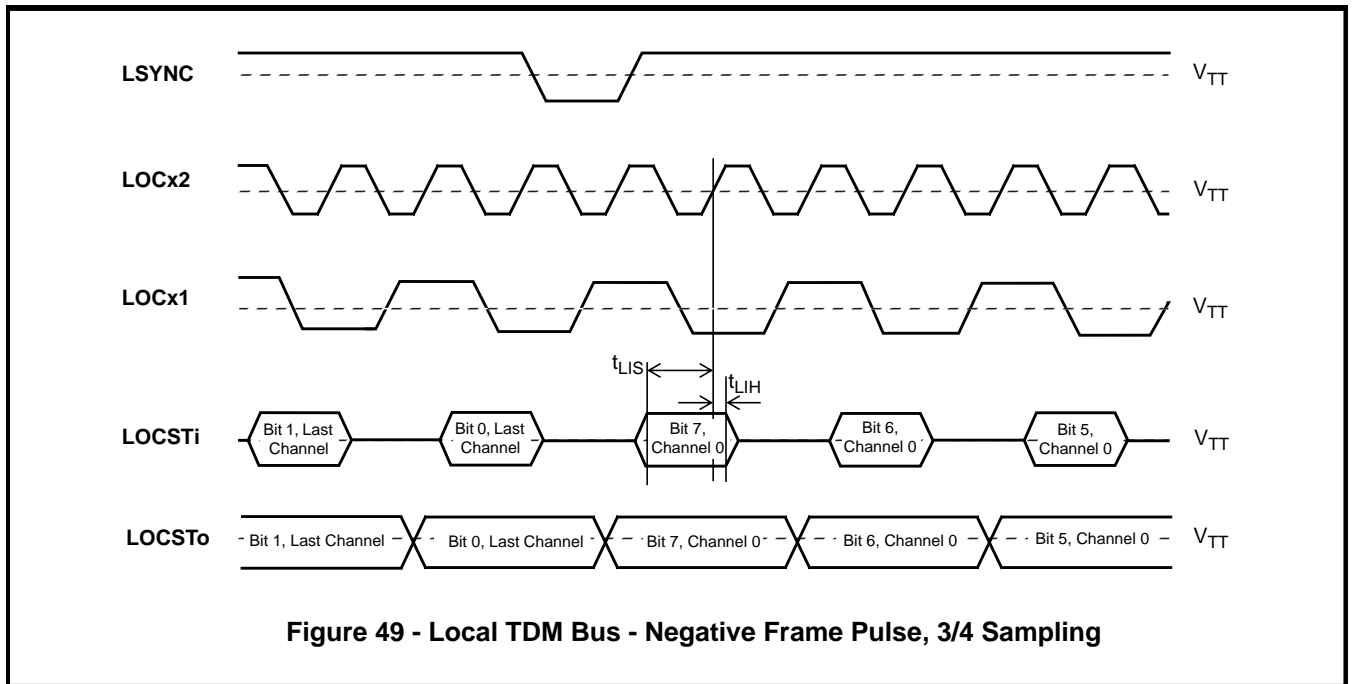 LSYNC
VTT
LOCx2
VTT
LOCx1
VTT
tLIS
tLIH
LOCSTi
Bit 1, Last
Channel
Bit 0, Last
Channel
Bit 7,
Channel 0
Bit 6,
Channel 0
Bit 5,
Channel 0
VTT
LOCSTo
Bit 1, Last Channel
Bit 0, Last Channel
Bit 7, Channel 0
Bit 6, Channel 0
Bit 5, Channel 0
VTT
Figure 49 - Local TDM Bus - Negative Frame Pulse, 3/4 Sampling